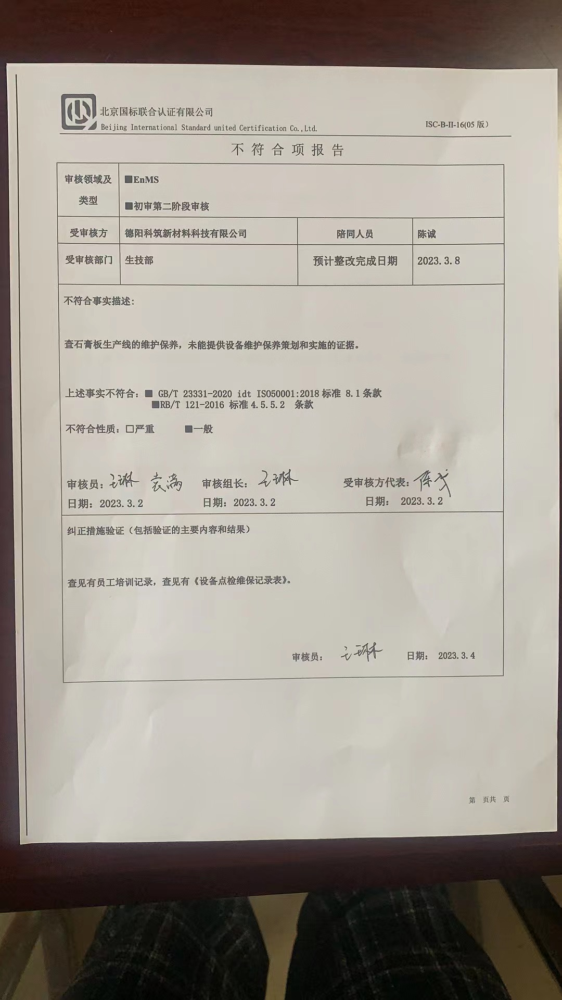 北京国标联合认证有限公司
Beijing International Standard united Certification Co.,Ltd.
ISC-B-II-16(05 版)
不符合项报告
审核领域及类型
■EnMS
■初审第二阶段审核
受审核方 德阳科筑新材料科技有限公司 陪同人员 陈诚
受审核部门 生技部 预计整改完成日期 2023.3.8
不符合事实描述:
查石膏板生产线的维护保养，未能提供设备维护保养策划和实施的证据。
上述事实不符合：■ GB/T 23331-2020 idt ISO50001:2018 标准 8.1 条款
■RB/T 121-2016 标准 4.5.5.2 条款
不符合性质：□严重 ■一般
审核员：王琳 袁满 审核组长：王琳 受审核方代表：陈诚
日期：2023.3.2 日期：2023.3.2 日期： 2023.3.2
纠正措施验证（包括验证的主要内容和结果）
查见有员工培训记录，查见有《设备点检维保记录表》。
审核员： 王琳 日期： 2023.3.4
第 页共 页